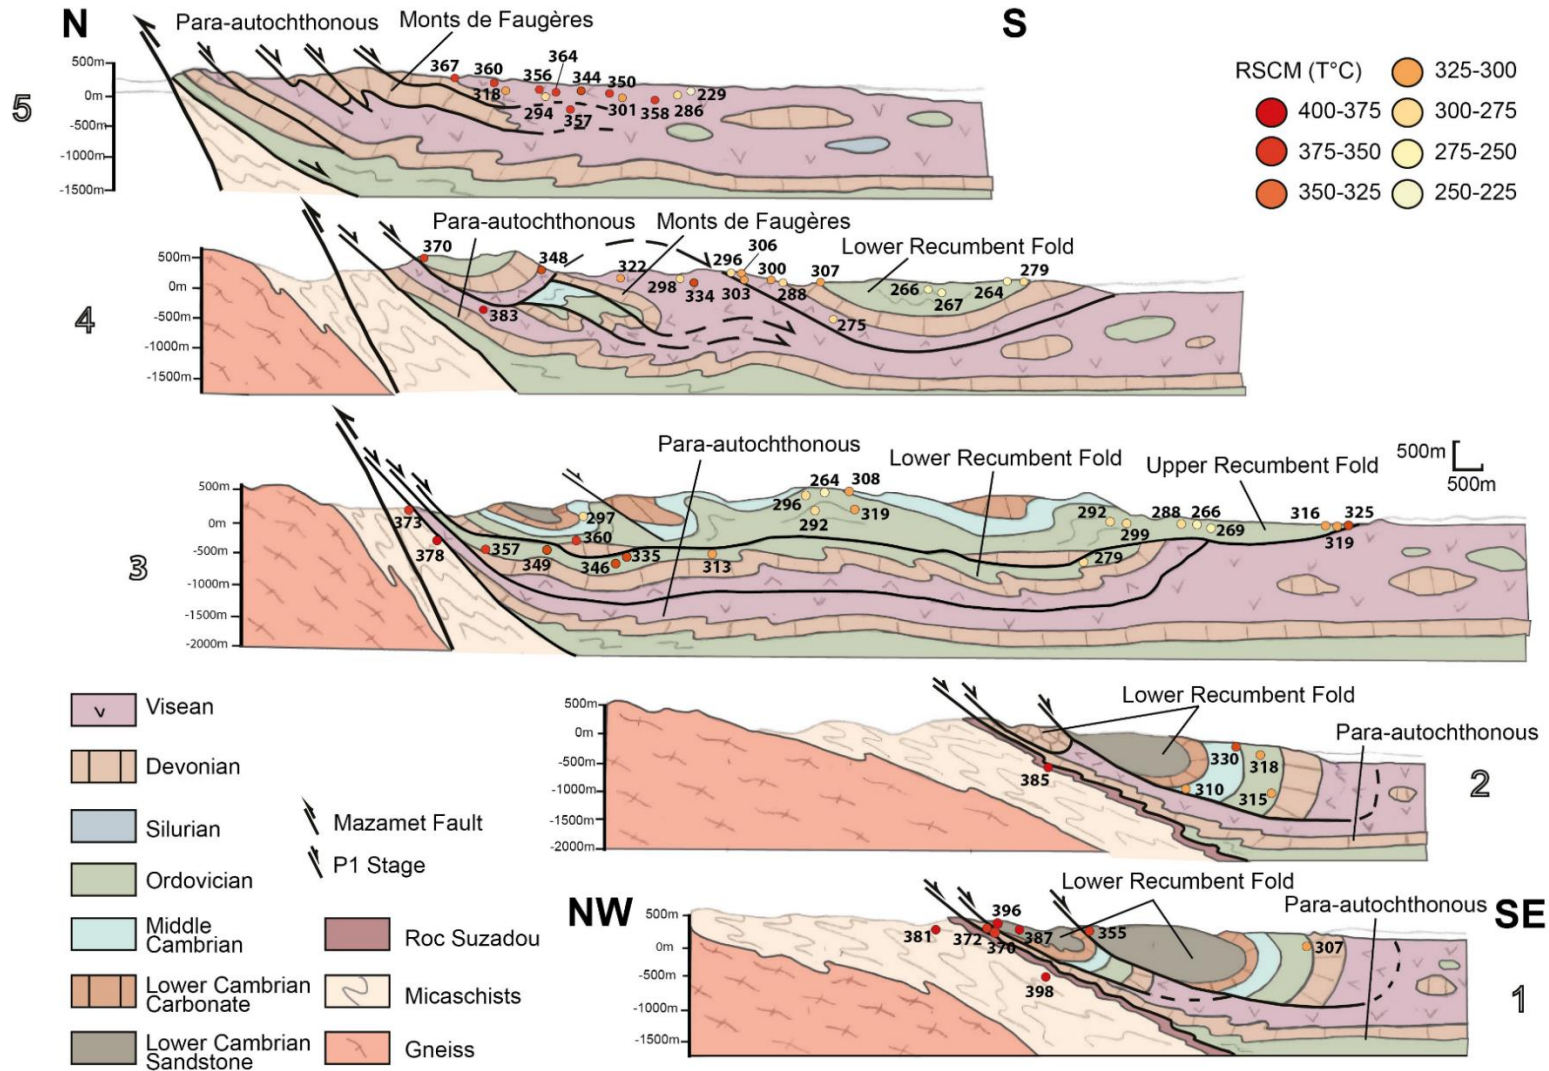 N
S
Para-autochthonous
Monts de Faugères
5
500m
0m
-500m
-1000m
-1500m
367
360
364
356
344
350
318
294
357
301
358
286
229
RSCM (T°C)
400-375
375-350
350-325
325-300
300-275
275-250
250-225
Para-autochthonous
Monts de Faugères
Lower Recumbent Fold
4
500m
0m
-500m
-1000m
-1500m
370
348
383
322
298
334
296
306
303
300
288
307
275
266
267
264
279
Para-autochthonous
Lower Recumbent Fold
Upper Recumbent Fold
500m
500m
3
500m
0m
-500m
-1000m
-1500m
-2000m
373
378
357
349
297
360
346
335
313
296
264
308
292
319
292
299
279
288
266
269
316
325
319
Lower Recumbent Fold
Para-autochthonous
2
500m
0m
-500m
-1000m
-1500m
-2000m
385
330
310
318
315
NW
SE
Lower Recumbent Fold
Para-autochthonous
1
500m
0m
-500m
-1000m
-1500m
381
372
396
370
387
398
355
307
Visean
Devonian
Silurian
Ordovician
Middle
Cambrian
Lower Cambrian
Carbonate
Lower Cambrian
Sandstone
Mazamet Fault
P1 Stage
Roc Suzadou
Micaschists
Gneiss